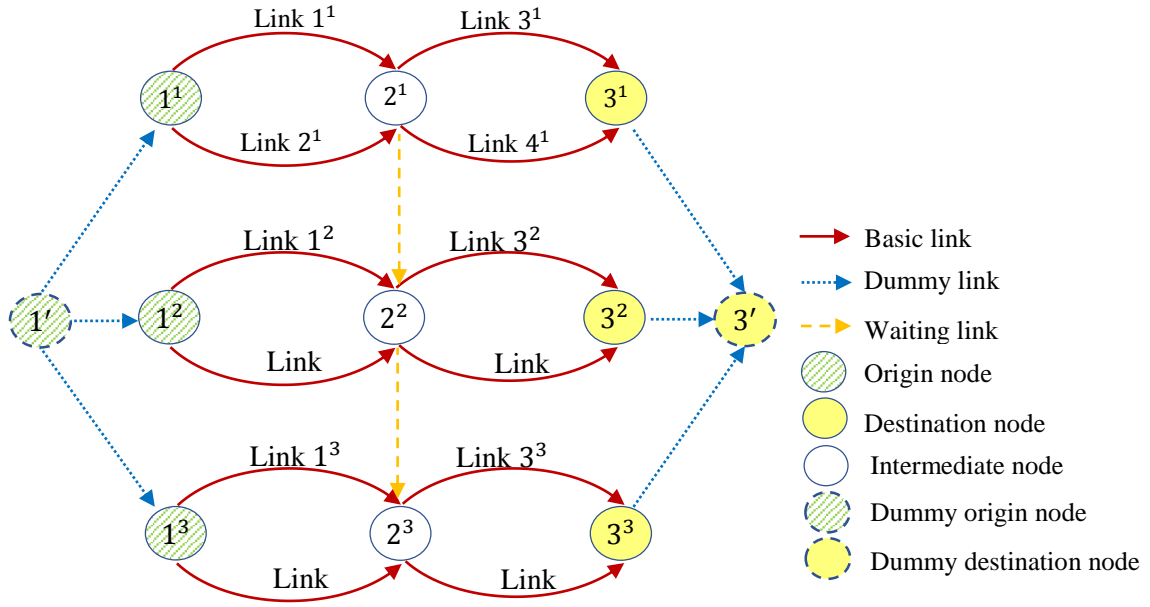 Link 1¹ Link 3¹
1¹ 2¹ 3¹
Link 2¹ Link 4¹
Link 1² Link 3²
1′ 1² 2² 3² 3′
Link Link
Link 1³ Link 3³
1³ 2³ 3³
Link Link
Basic link
Dummy link
Waiting link
Origin node
Destination node
Intermediate node
Dummy origin node
Dummy destination node